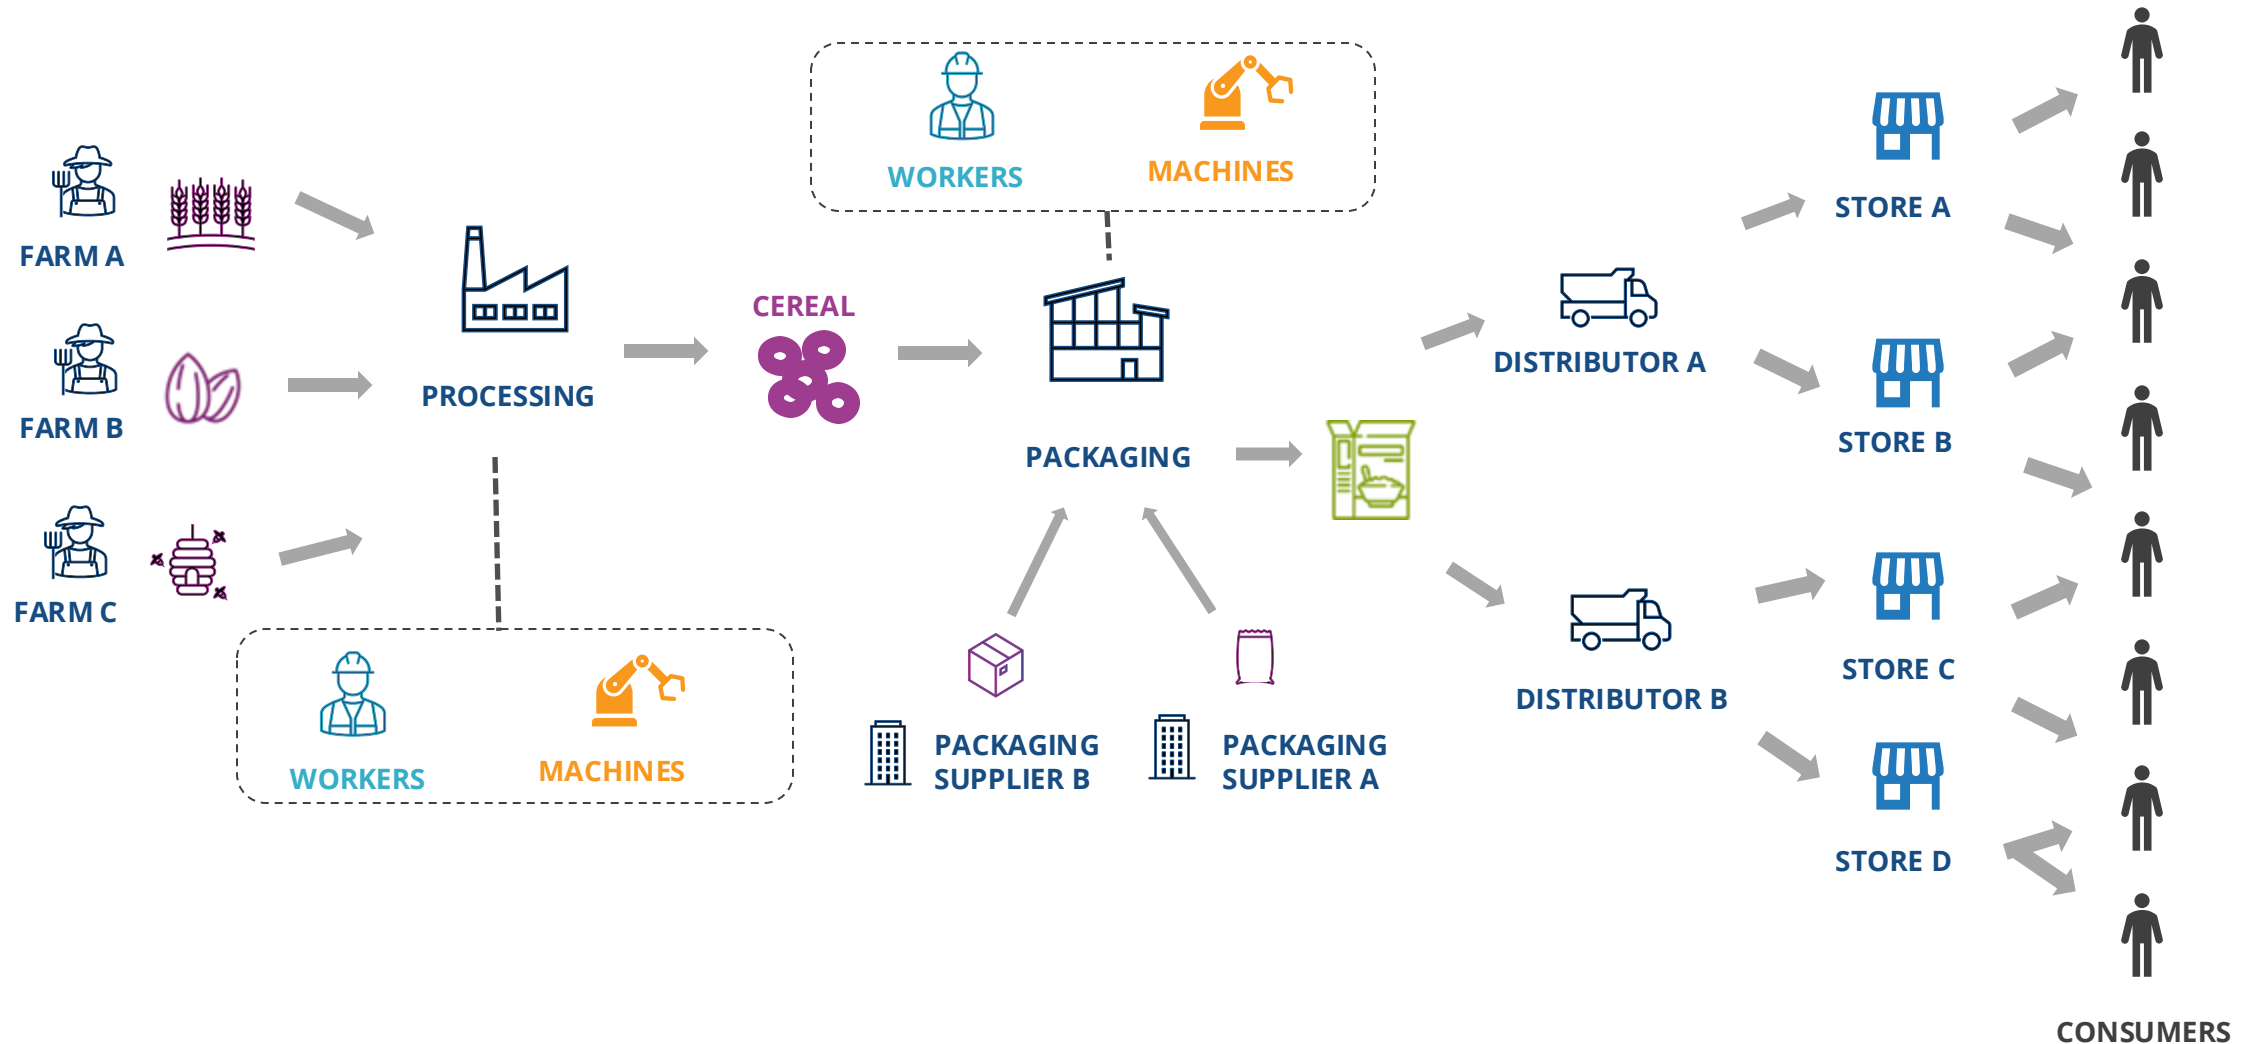 FARM A
FARM B
FARM C
PROCESSING
WORKERS
MACHINES
CEREAL
WORKERS
MACHINES
PACKAGING
PACKAGING
SUPPLIER B
PACKAGING
SUPPLIER A
DISTRIBUTOR A
DISTRIBUTOR B
STORE A
STORE B
STORE C
STORE D
CONSUMERS